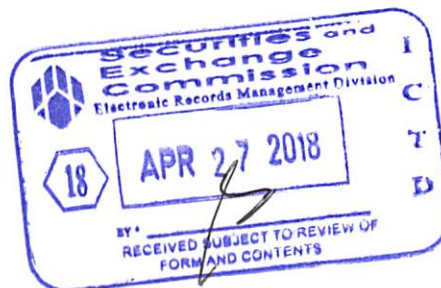 Securities and
Exchange
Commission
Electronic Records Management Division
I
C
T
D
18
APR 27 2018
BY:
RECEIVED SUBJECT TO REVIEW OF
FORM AND CONTENTS